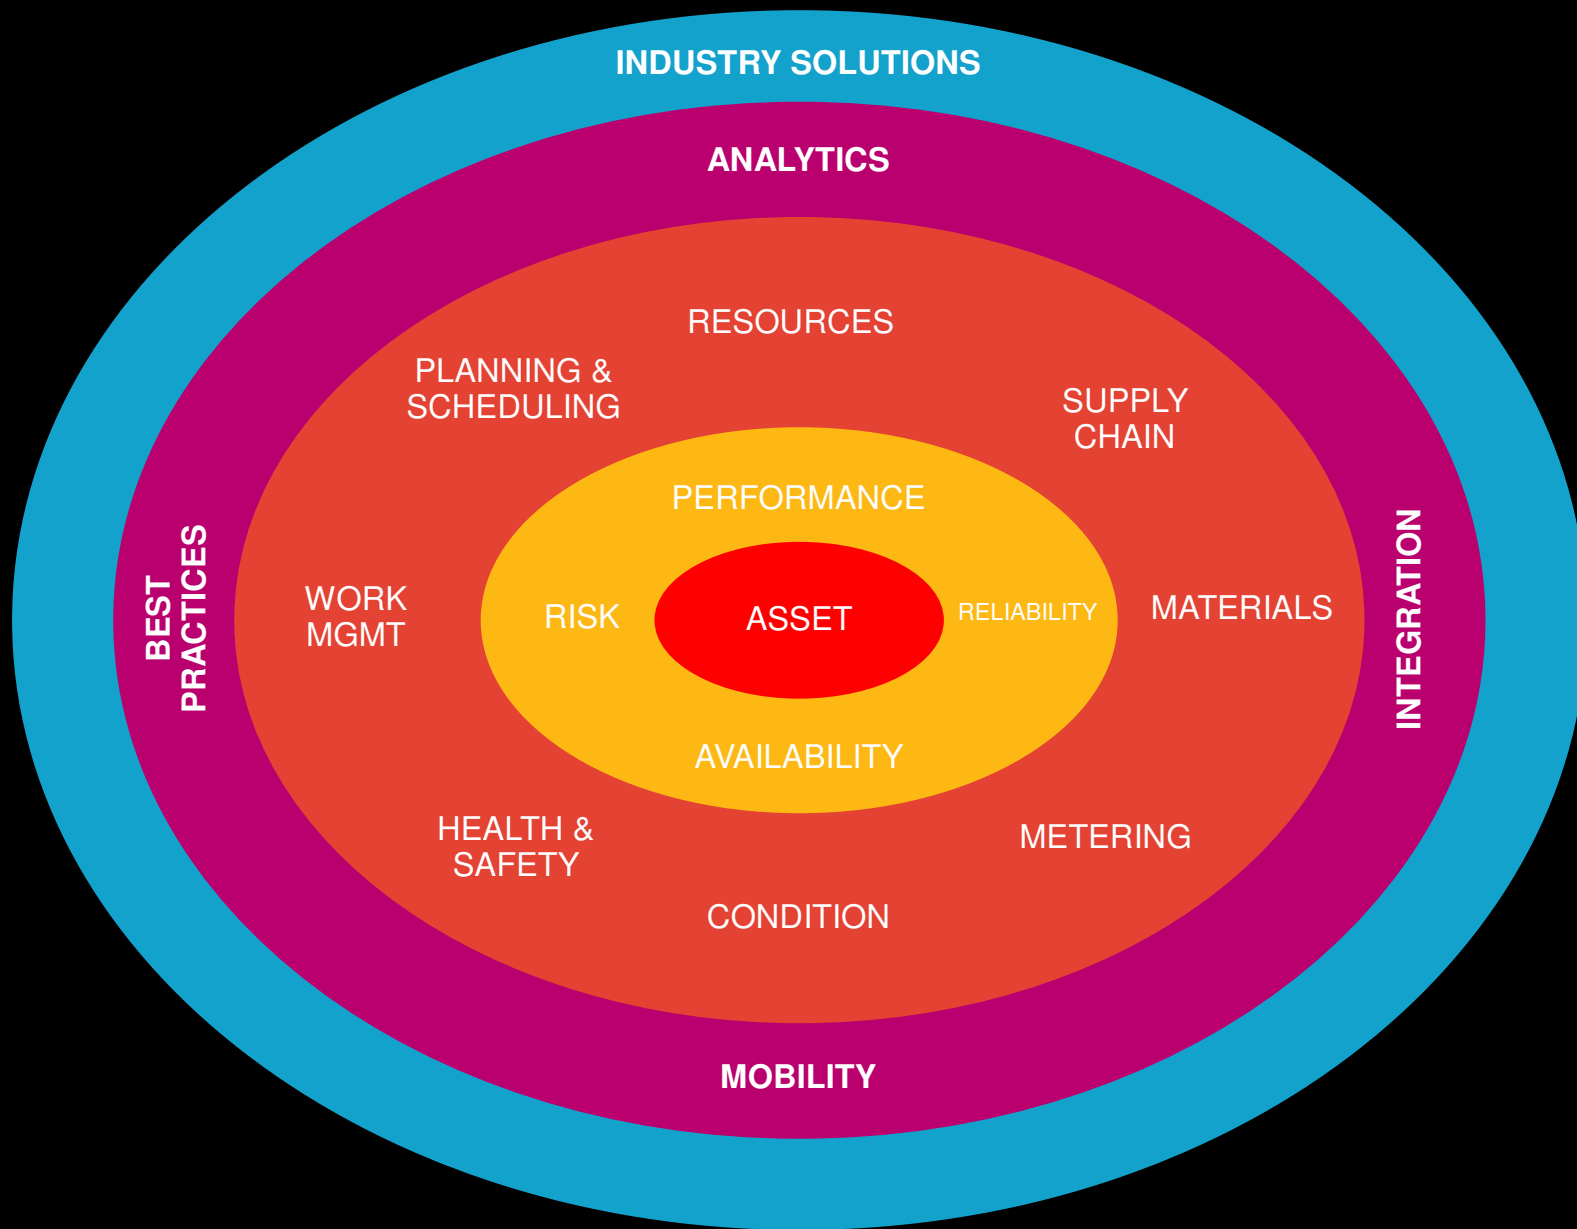 INDUSTRY SOLUTIONS
ANALYTICS
RESOURCES
PLANNING &
SCHEDULING
SUPPLY
CHAIN
PERFORMANCE
BEST
PRACTICES
WORK
MGMT
RISK
ASSET
RELIABILITY
MATERIALS
INTEGRATION
AVAILABILITY
HEALTH &
SAFETY
METERING
CONDITION
MOBILITY